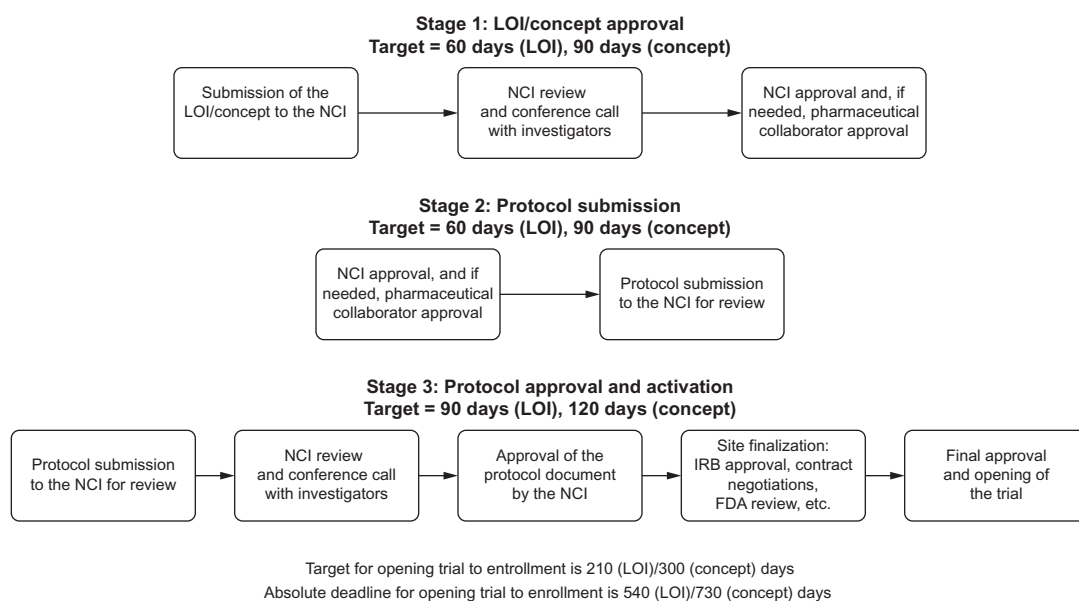 Stage 1: LOI/concept approval
Target = 60 days (LOI), 90 days (concept)
Submission of the
LOI/concept to the NCI
NCI review
and conference call
with investigators
NCI approval and, if
needed, pharmaceutical
collaborator approval
Stage 2: Protocol submission
Target = 60 days (LOI), 90 days (concept)
NCI approval, and if
needed, pharmaceutical
collaborator approval
Protocol submission
to the NCI for review
Stage 3: Protocol approval and activation
Target = 90 days (LOI), 120 days (concept)
Protocol submission
to the NCI for review
NCI review
and conference call
with investigators
Approval of the
protocol document
by the NCI
Site finalization:
IRB approval, contract
negotiations,
FDA review, etc.
Final approval
and opening of
the trial
Target for opening trial to entrollment is 210 (LOI)/300 (concept) days
Absolute deadline for opening trial to enrollment is 540 (LOI)/730 (concept) days